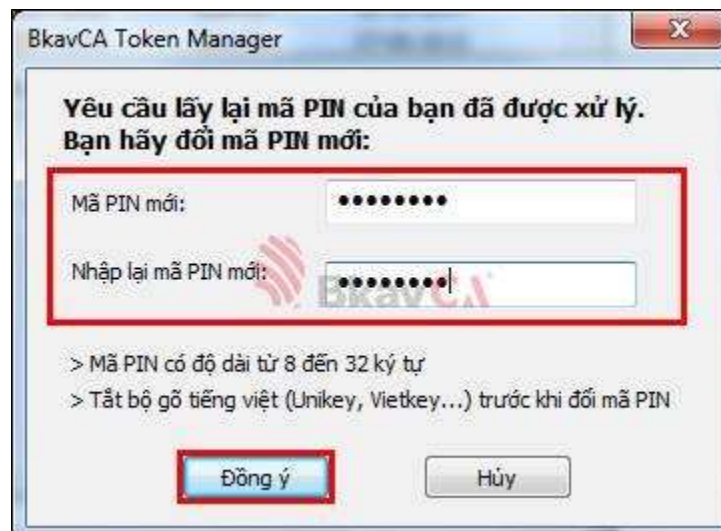 BkavCA Token Manager
Yêu cầu lấy lại mã PIN của bạn đã được xử lý.
Bạn hãy đổi mã PIN mới:
Mã PIN mới: ••••••••
Nhập lại mã PIN mới: ••••••••
BkavCA
> Mã PIN có độ dài từ 8 đến 32 ký tự
> Tắt bộ gõ tiếng việt (Unikey, Vietkey...) trước khi đổi mã PIN
Đồng ý Hủy